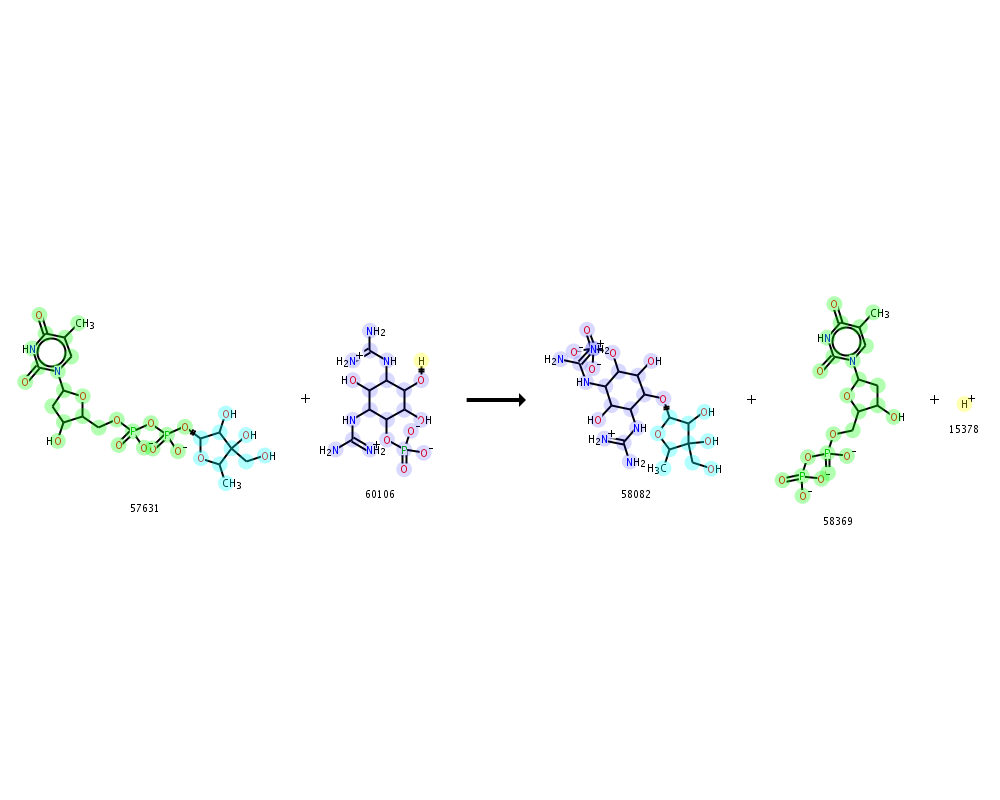 O
CH3
HN
N
O
O
HO
O
P
O
O-
O
P
O
O-
O
O
OH
OH
OH
CH3
57631
+
NH2
H2N+
NH
H
HO
O
HN
OH
O
O-
H2N
NH2+
P
O-
O
60106
O
O-
P
NH2+
O
O-
H2N
OH
HN
HO
O
NH
OH
O
H2N+
OH
NH2
H3C
OH
58082
+
O
CH3
HN
N
O
O
OH
O
P
O-
O
P
O
O-
O-
58369
+
H+
15378